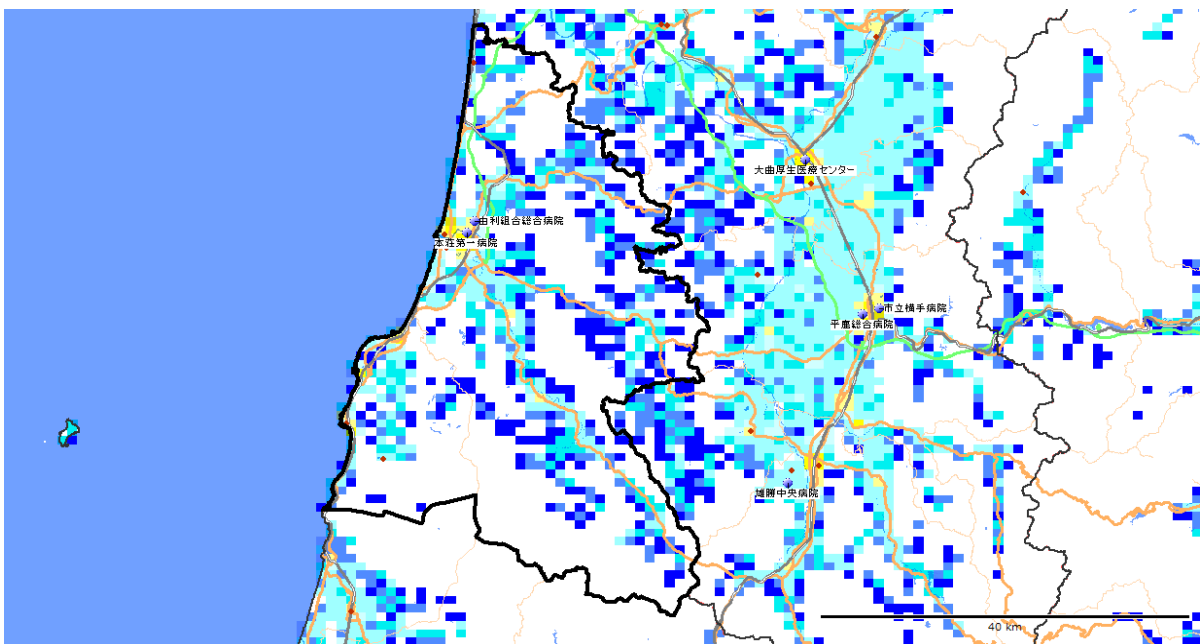 大曲厚生医療センター
由利組合総合病院
本荘第一病院
市立横手病院
平鹿総合病院
雄勝中央病院
40 km